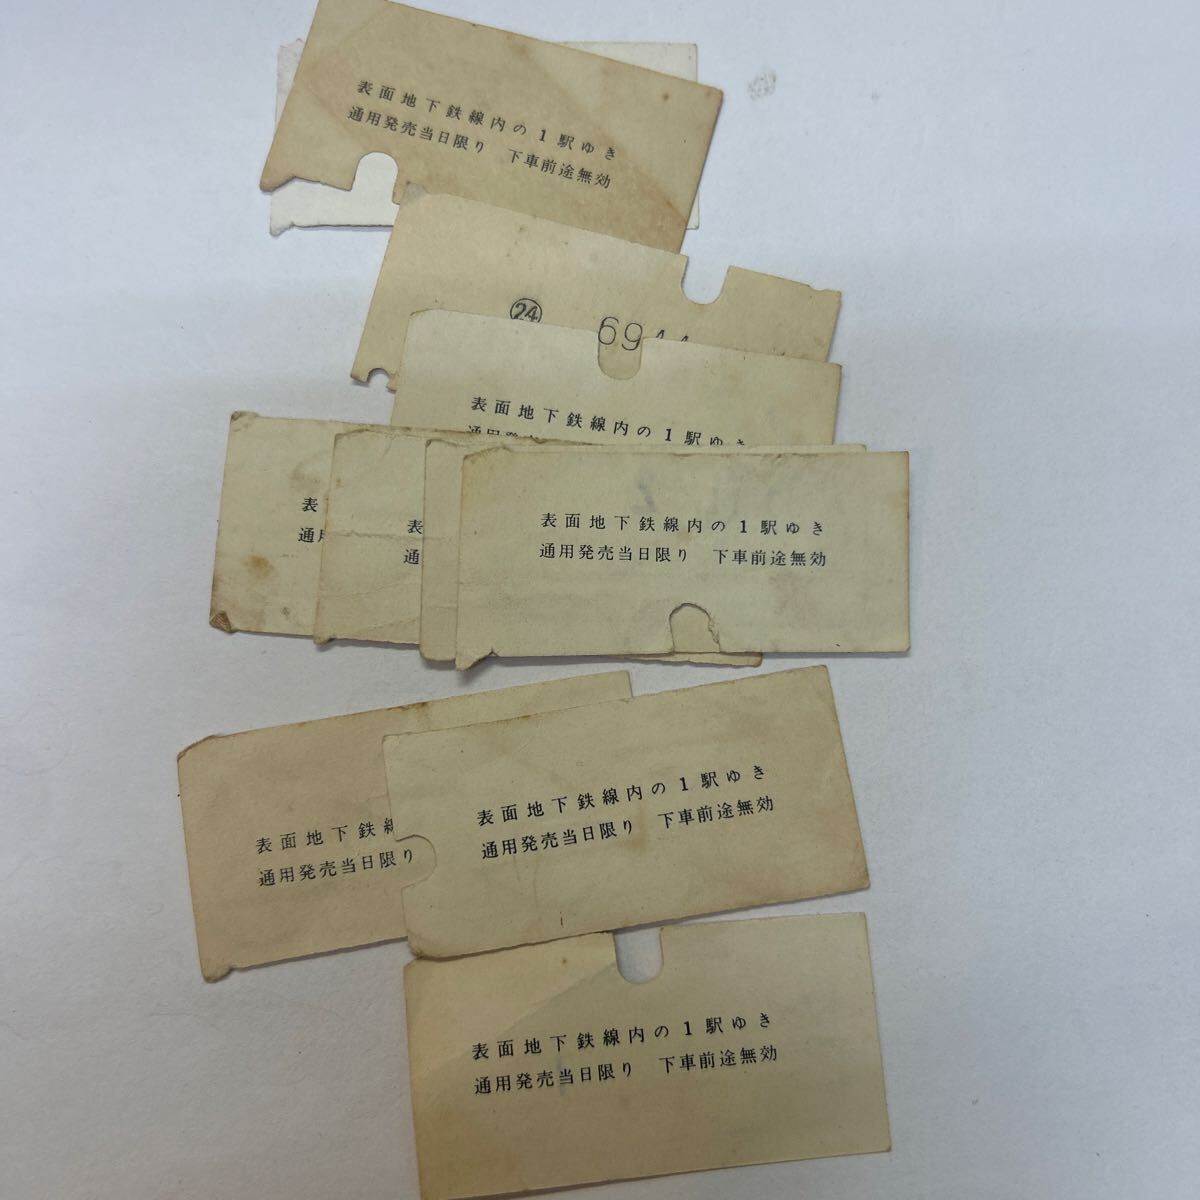 表面地下鉄線内の1駅ゆき
通用発売当日限り 下車前途無効
㉔ 69
表面地下鉄線内の1駅ゆき
表
通用
表
通
表面地下鉄線内の1駅ゆき
通用発売当日限り 下車前途無効
表面地下鉄
通用発売当日限り
表面地下鉄線内の1駅ゆき
通用発売当日限り 下車前途無効
表面地下鉄線内の1駅ゆき
通用発売当日限り 下車前途無効